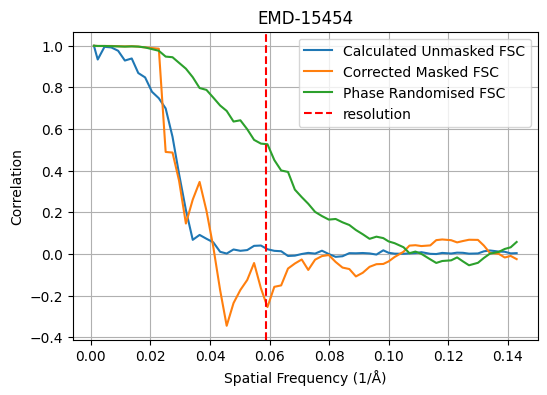 EMD-15454
Calculated Unmasked FSC
Corrected Masked FSC
Phase Randomised FSC
resolution
Correlation
1.0
0.8
0.6
0.4
0.2
0.0
−0.2
−0.4
0.00 0.02 0.04 0.06 0.08 0.10 0.12 0.14
Spatial Frequency (1/Å)